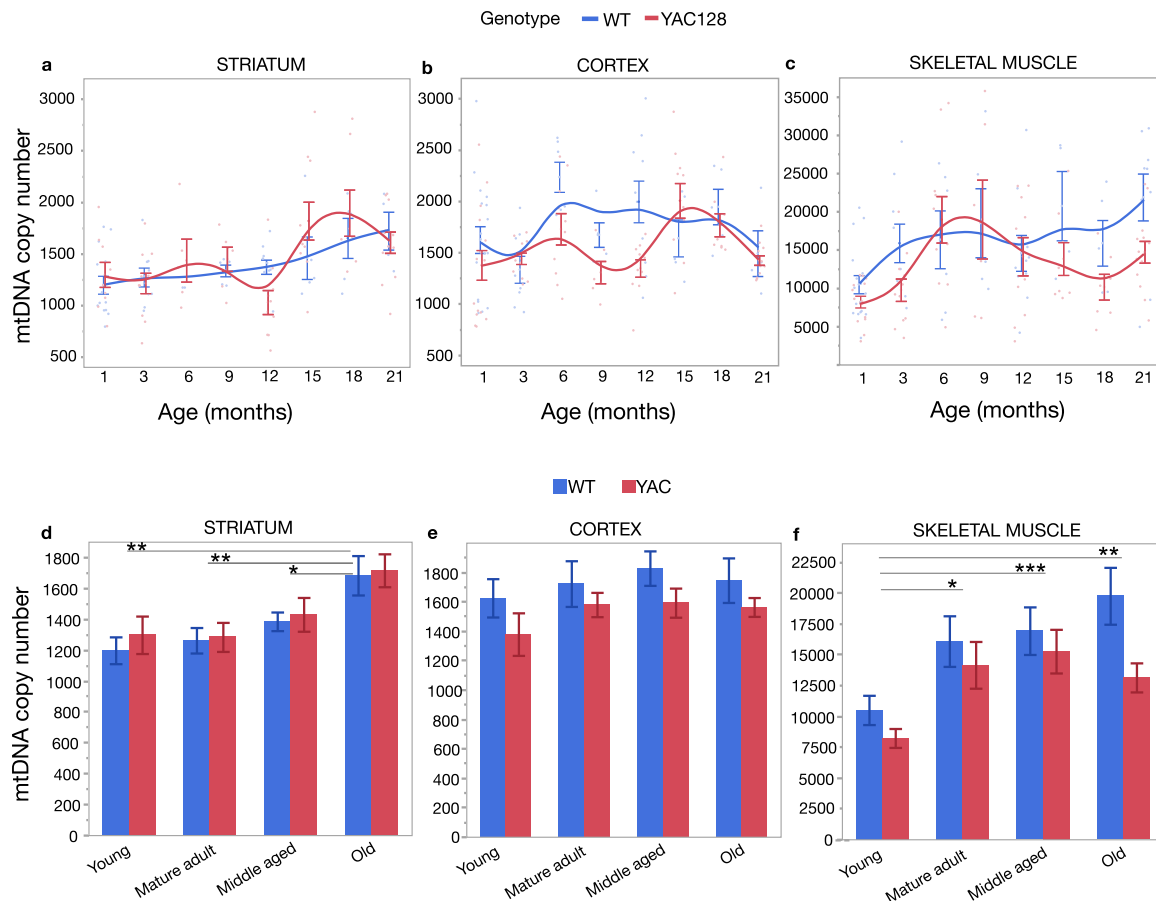 Genotype WT YAC128
a STRIATUM
b CORTEX
c SKELETAL MUSCLE
mtDNA copy number
3000
2500
2000
1500
1000
500
1 3 6 9 12 15 18 21
Age (months)
3000
2500
2000
1500
1000
500
1 3 6 9 12 15 18 21
Age (months)
35000
30000
25000
20000
15000
10000
5000
1 3 6 9 12 15 18 21
Age (months)
WT YAC
d STRIATUM
e CORTEX
f SKELETAL MUSCLE
mtDNA copy number
**
**
*
1800
1600
1400
1200
1000
800
600
400
200
0
Young Mature adult Middle aged Old
1800
1600
1400
1200
1000
800
600
400
200
0
Young Mature adult Middle aged Old
**
***
*
22500
20000
17500
15000
12500
10000
7500
5000
2500
0
Young Mature adult Middle aged Old